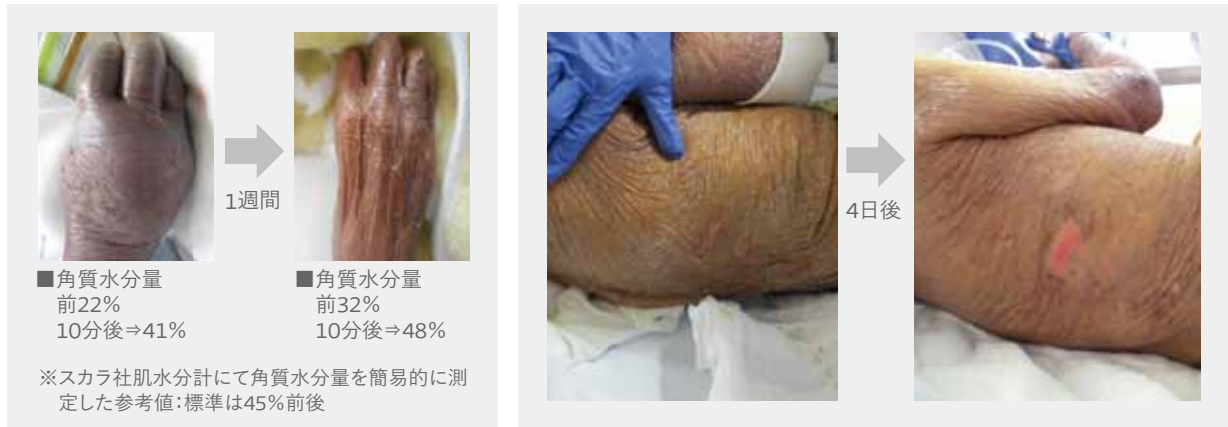 1週間
■角質水分量
前22%
10分後⇒41%
■角質水分量
前32%
10分後⇒48%
※スカラ社肌水分計にて角質水分量を簡易的に測
定した参考値:標準は45%前後
4日後